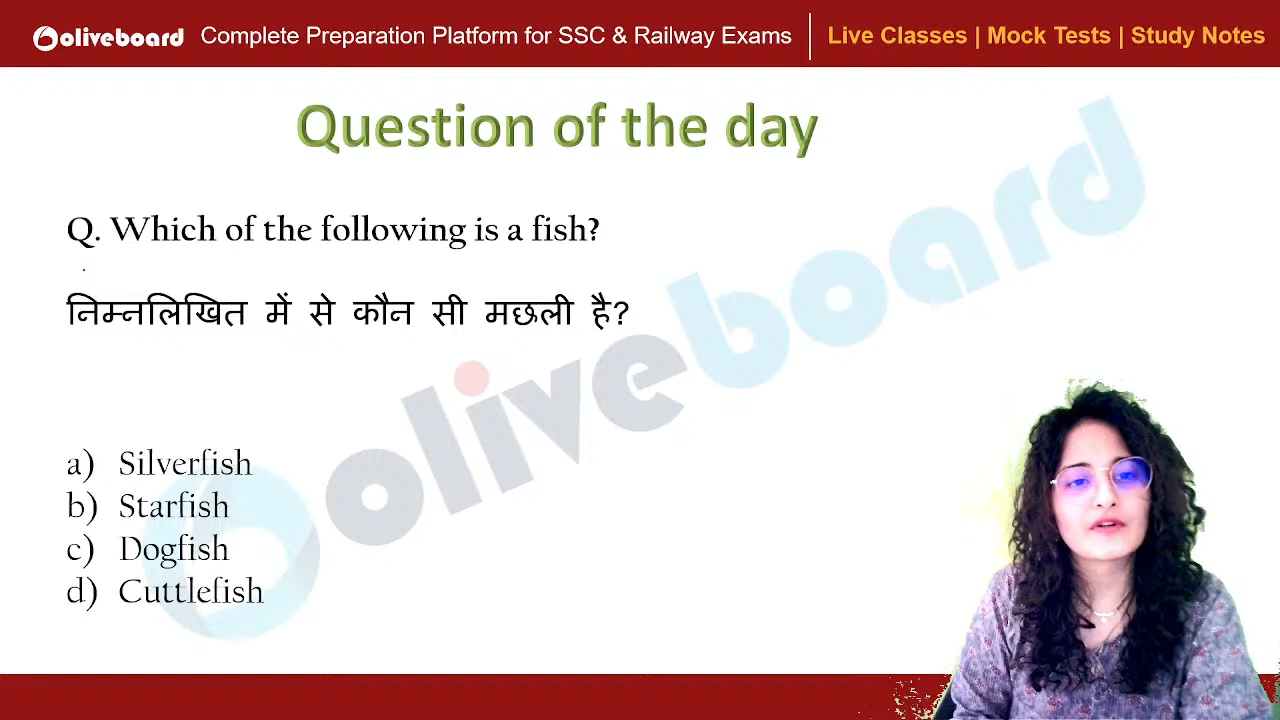 oliveboard Complete Preparation Platform for SSC & Railway Exams Live Classes | Mock Tests | Study Notes
Question of the day
Q. Which of the following is a fish?
निम्नलिखित में से कौन सी मछली है?
oliveboard
a) Silverfish
b) Starfish
c) Dogfish
d) Cuttlefish